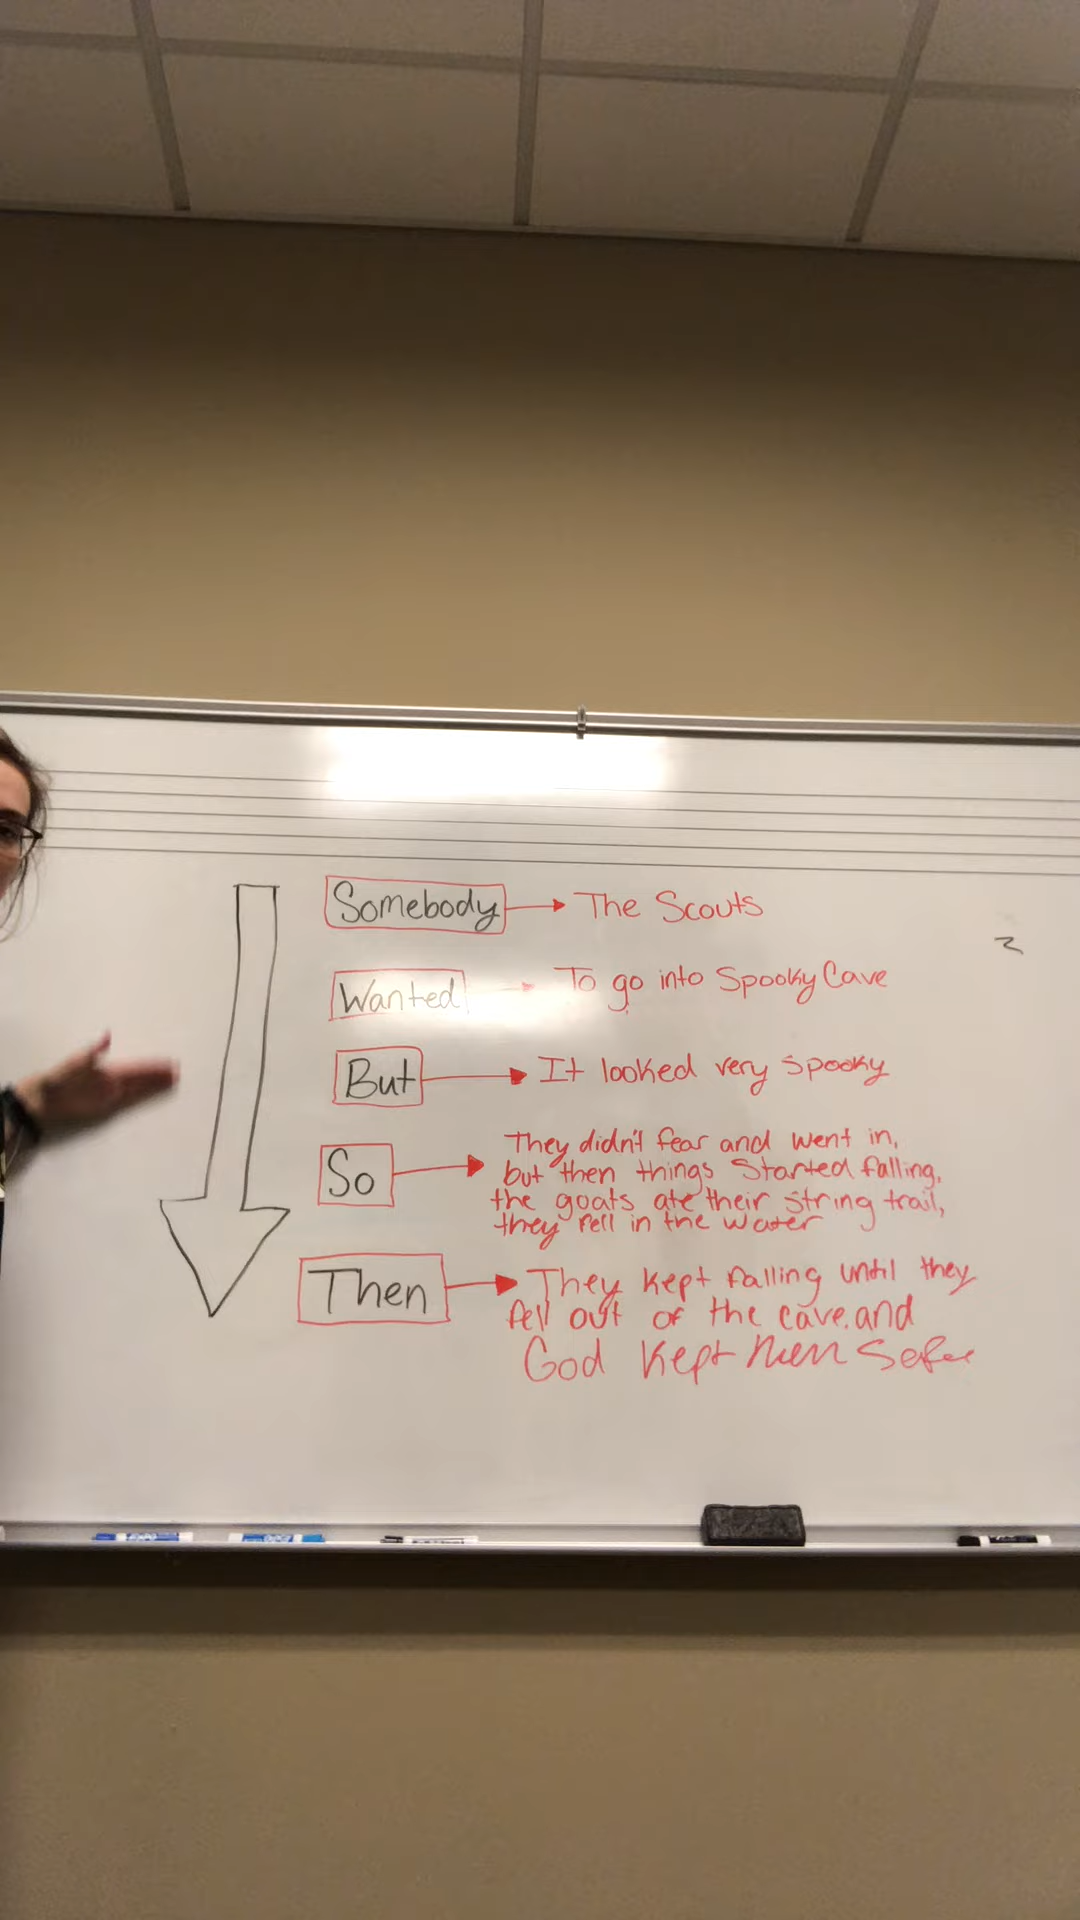 Somebody The Scouts
Wanted To go into Spooky Cave
But It looked very spooky
So They didn't fear and went in,
but then things started falling,
the goats ate their string trail,
they fell in the water
Then They kept falling until they
fell out of the cave. and
God kept them safe
EXPO